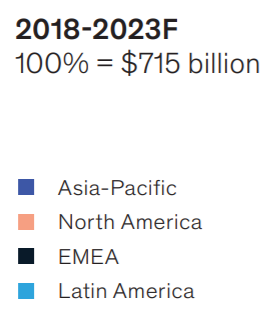 2018-2023F
100% = $715 billion
Asia-Pacific
North America
EMEA
Latin America